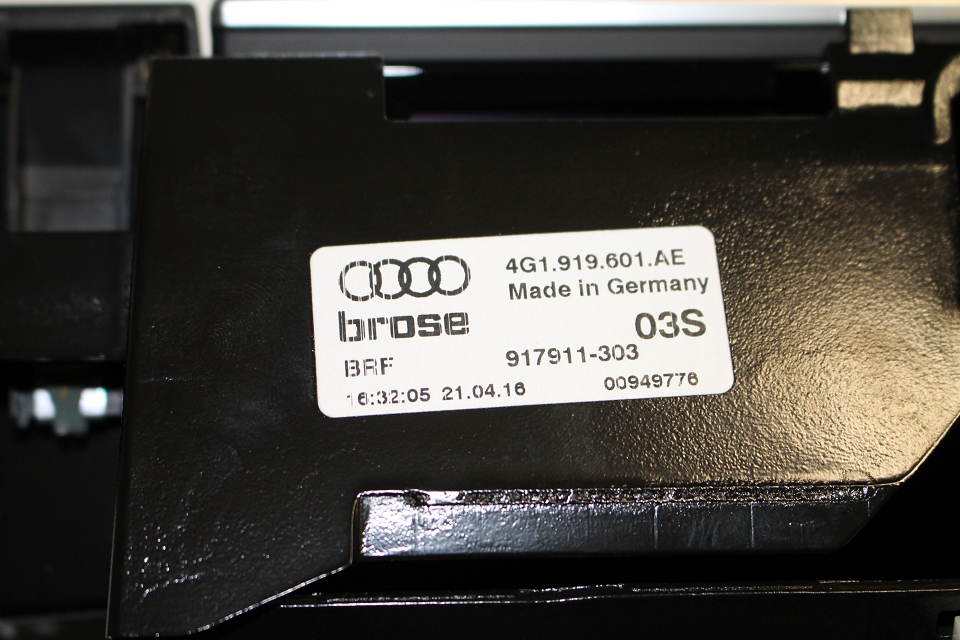 4G1.919.601.AE
Made in Germany
brose
03S
BRF
917911-303
16:32:05 21.04.16
00949776